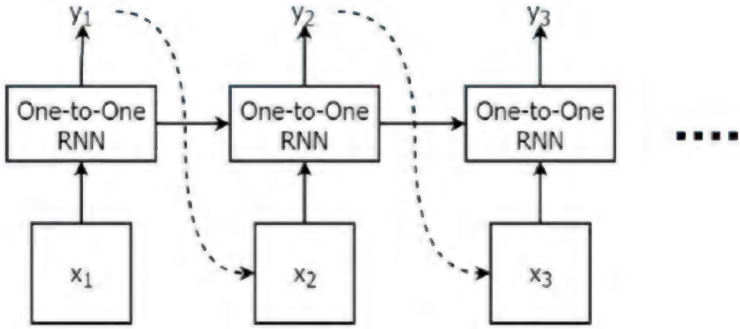 y₁ y₂ y₃
One-to-One One-to-One One-to-One
RNN RNN RNN
x₁ x₂ x₃